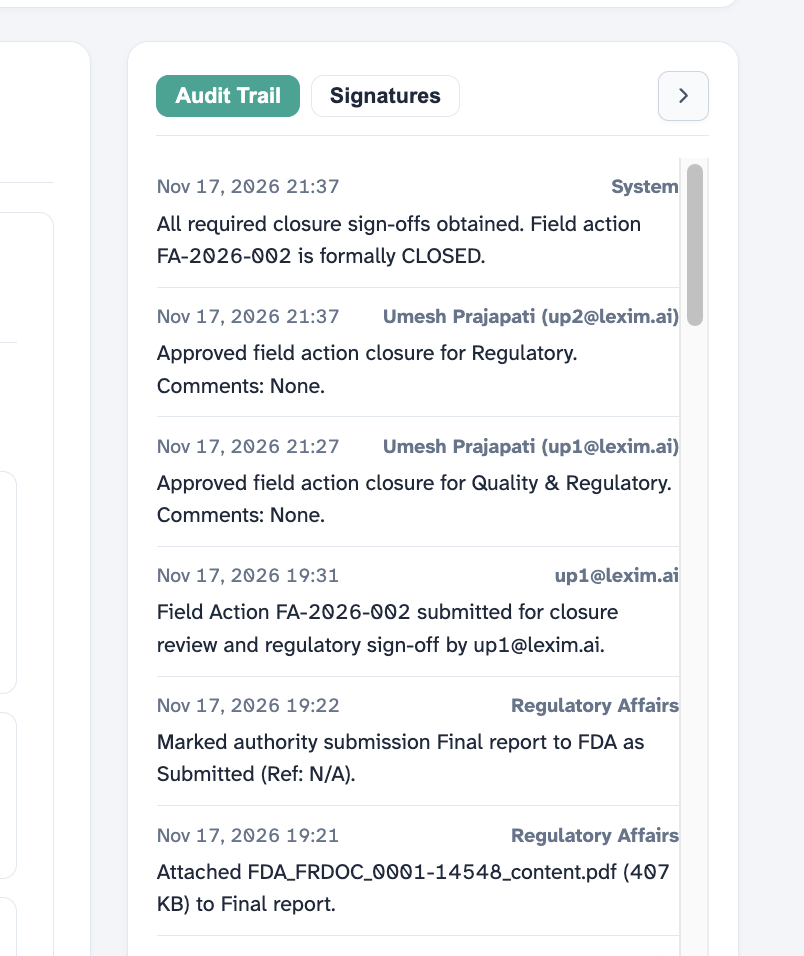 Audit Trail
Signatures
Nov 17, 2026 21:37 System
All required closure sign-offs obtained. Field action
FA-2026-002 is formally CLOSED.
Nov 17, 2026 21:37 Umesh Prajapati (up2@lexim.ai)
Approved field action closure for Regulatory.
Comments: None.
Nov 17, 2026 21:27 Umesh Prajapati (up1@lexim.ai)
Approved field action closure for Quality & Regulatory.
Comments: None.
Nov 17, 2026 19:31 up1@lexim.ai
Field Action FA-2026-002 submitted for closure
review and regulatory sign-off by up1@lexim.ai.
Nov 17, 2026 19:22 Regulatory Affairs
Marked authority submission Final report to FDA as
Submitted (Ref: N/A).
Nov 17, 2026 19:21 Regulatory Affairs
Attached FDA_FRDOC_0001-14548_content.pdf (407
KB) to Final report.